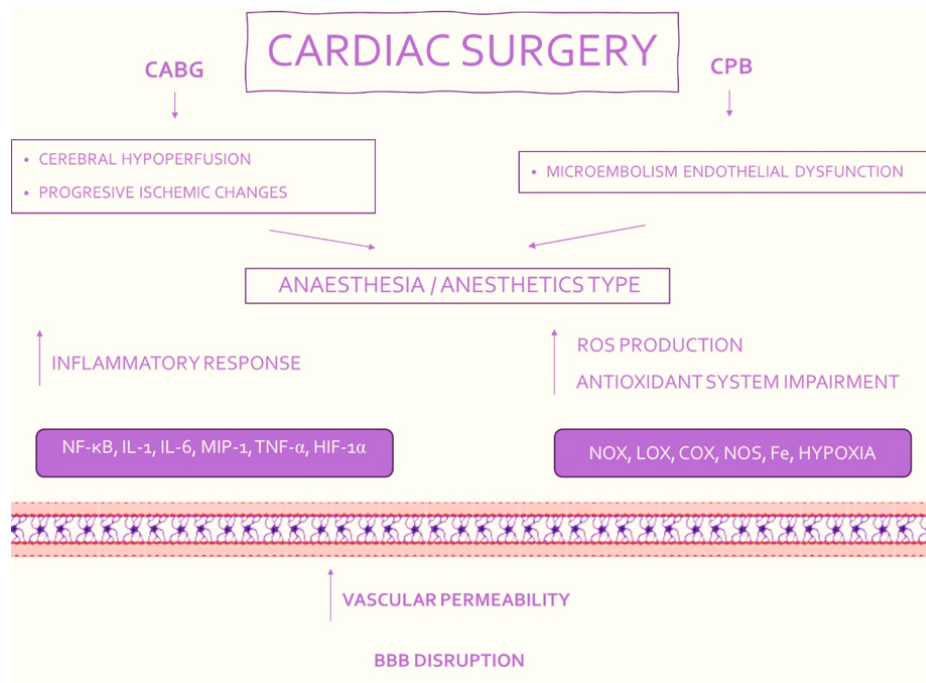 CARDIAC SURGERY
CABG
CPB
• CEREBRAL HYPOPERFUSION
• PROGRESIVE ISCHEMIC CHANGES
• MICROEMBOLISM ENDOTHELIAL DYSFUNCTION
ANAESTHESIA / ANESTHETICS TYPE
INFLAMMATORY RESPONSE
ROS PRODUCTION
ANTIOXIDANT SYSTEM IMPAIRMENT
NF-κB, IL-1, IL-6, MIP-1, TNF-α, HIF-1α
NOX, LOX, COX, NOS, Fe, HYPOXIA
VASCULAR PERMEABILITY
BBB DISRUPTION